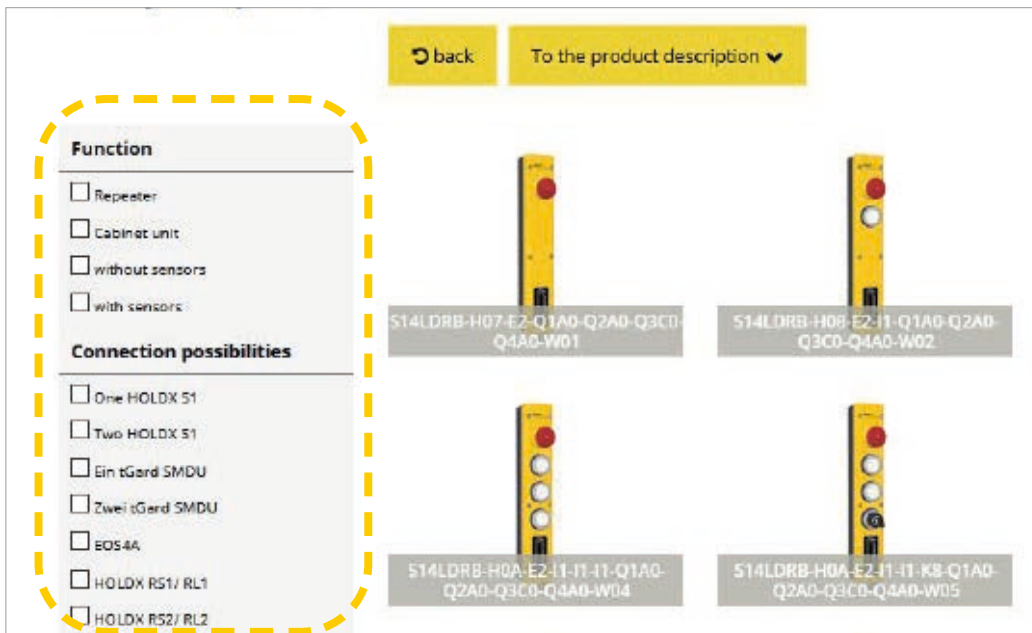 back
To the product description
Function
Repeater
Cabinet unit
without sensors
with sensors
Connection possibilities
One HOLDX S1
Two HOLDX S1
Ein tGard SMDU
Zwei tGard SMDU
EOS4A
HOLDX RS1/ RL1
HOLDX RS2/ RL2
S14LDRB-H07-E2-Q1A0-Q2A0-Q3C0-
Q4A0-W01
S14LDRB-H08-E2-I1-Q1A0-Q2A0-
Q3C0-Q4A0-W02
S14LDRB-H0A-E2-I1-I1-I1-Q1A0-
Q2A0-Q3C0-Q4A0-W04
S14LDRB-H0A-E2-I1-I1-K8-Q1A0-
Q2A0-Q3C0-Q4A0-W05